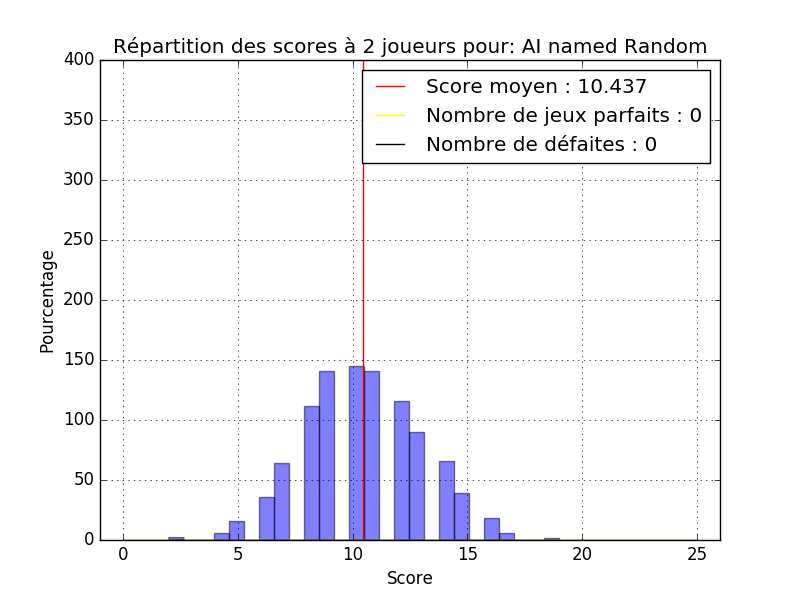 Répartition des scores à 2 joueurs pour: AI named Random
400
350
300
250
200
150
100
50
0
Pourcentage
Score moyen : 10.437
Nombre de jeux parfaits : 0
Nombre de défaites : 0
0 5 10 15 20 25
Score